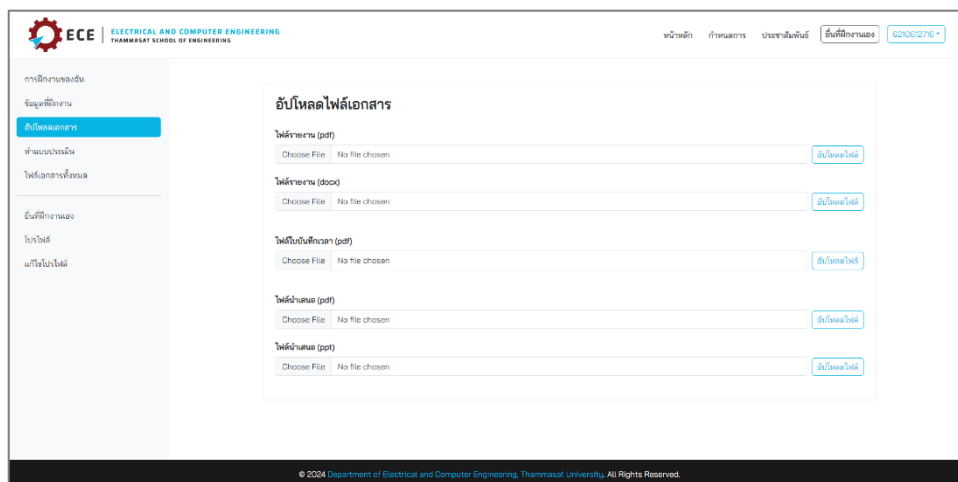 ECE
ELECTRICAL AND COMPUTER ENGINEERING
THAMMASAT SCHOOL OF ENGINEERING
หน้าหลัก กำหนดการ ประชาสัมพันธ์ ยื่นที่ฝึกงานเอง 6210612716
การฝึกงานของฉัน
ข้อมูลที่ฝึกงาน
อัปโหลดเอกสาร
ทำแบบประเมิน
ไฟล์เอกสารทั้งหมด
ยื่นที่ฝึกงานเอง
โปรไฟล์
แก้ไขโปรไฟล์
อัปโหลดไฟล์เอกสาร
ไฟล์รายงาน (pdf)
Choose File No file chosen อัปโหลดไฟล์
ไฟล์รายงาน (docx)
Choose File No file chosen อัปโหลดไฟล์
ไฟล์ใบบันทึกเวลา (pdf)
Choose File No file chosen อัปโหลดไฟล์
ไฟล์นำเสนอ (pdf)
Choose File No file chosen อัปโหลดไฟล์
ไฟล์นำเสนอ (ppt)
Choose File No file chosen อัปโหลดไฟล์
© 2024 Department of Electrical and Computer Engineering, Thammasat University. All Rights Reserved.